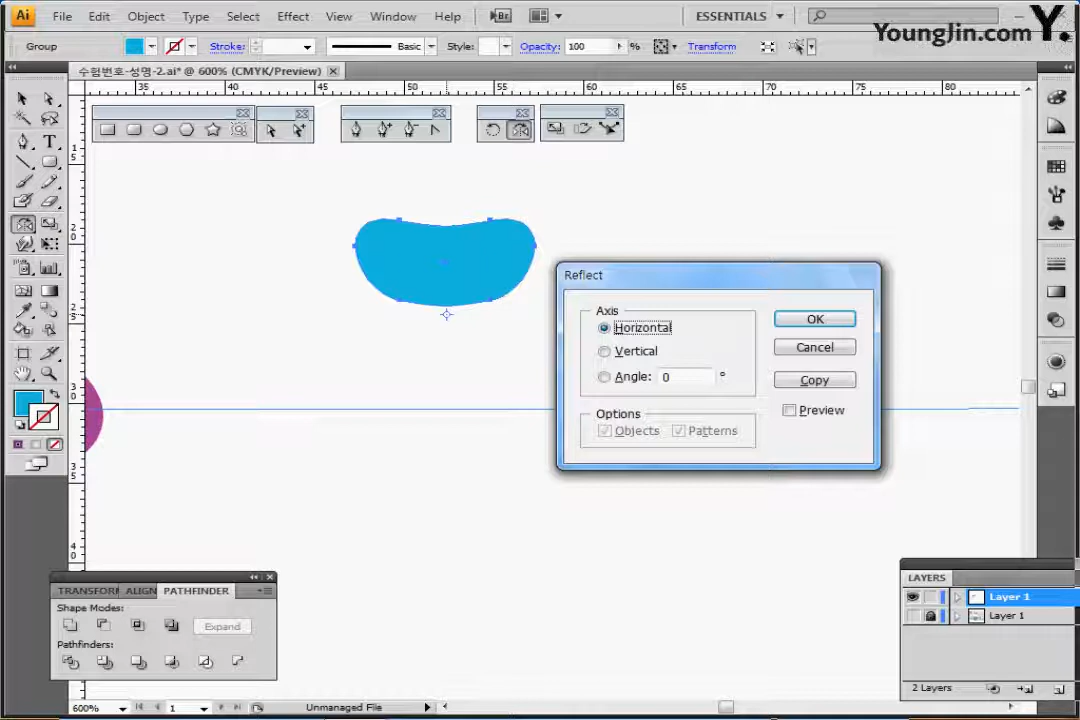 Ai File Edit Object Type Select Effect View Window Help Br ESSENTIALS
YoungJin.com Y.
Group Stroke: Basic Style: Opacity: 100 % Transform
수험번호-성명-2.ai* @ 600% (CMYK/Preview)
35 40 45 50 55 60 65 70 75 80 85
Reflect
Axis
Horizontal
Vertical
Angle: 0 °
OK
Cancel
Copy
Preview
Options
Objects Patterns
TRANSFORM ALIGN PATHFINDER
Shape Modes:
Expand
Pathfinders:
LAYERS
Layer 1
Layer 1
2 Layers
600% 1 Unmanaged File